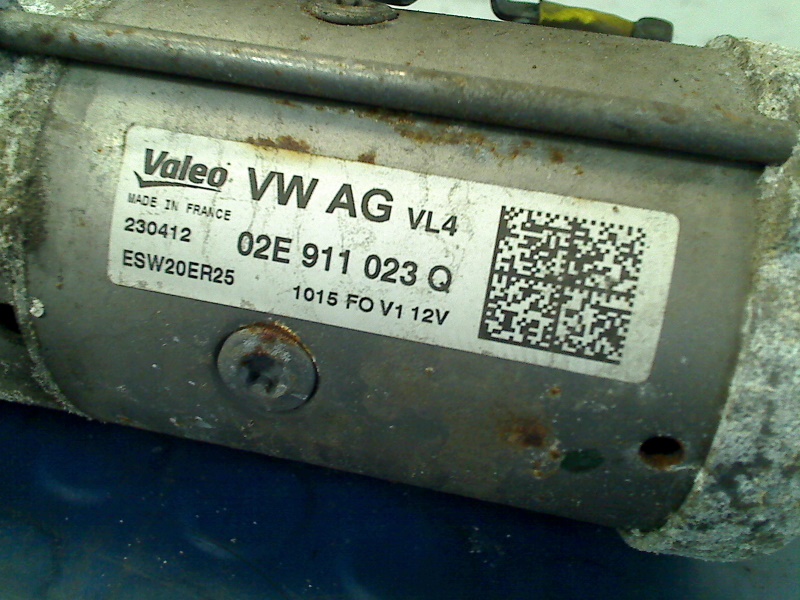 Valeo VW AG VL4
MADE IN FRANCE
230412 02E 911 023 Q
ESW20ER25 1015 FO V1 12V